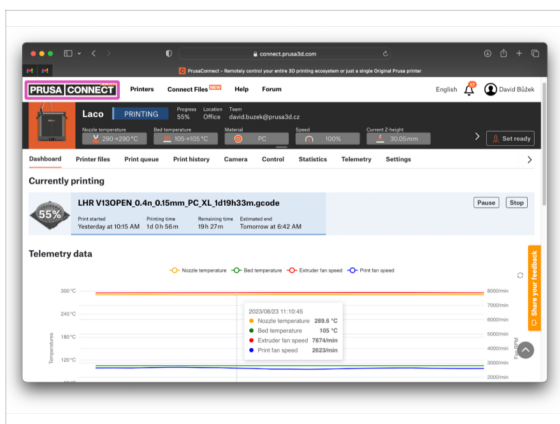 connect.prusa3d.com
PrusaConnect - Remotely control your entire 3D printing ecosystem or just a single Original Prusa printer
PRUSA CONNECT Printers Connect Files NEW Help Forum English David Bůžek
Laco PRINTING Progress 55% Location Office Team david.buzek@prusa3d.cz
Nozzle temperature Bed temperature Material Speed Current Z-height
290→290 °C 105→105 °C PC 100% 30.05mm Set ready
Dashboard Printer files Print queue Print history Camera Control Statistics Telemetry Settings
Currently printing
55% LHR V13OPEN_0.4n_0.15mm_PC_XL_1d19h33m.gcode Pause Stop
Print started Printing time Remaining time Estimated end
Yesterday at 10:15 AM 1d 0h 56m 19h 27m Tomorrow at 6:42 AM
Telemetry data
Nozzle temperature Bed temperature Extruder fan speed Print fan speed
300 °C 8000/min
7000/min
240 °C 6000/min
180 °C 5000/min
4000/min
120 °C 3000/min
2000/min
Temperatures
Fan RPM
2023/08/23 11:10:45
Nozzle temperature 289.6 °C
Bed temperature 105 °C
Extruder fan speed 7874/min
Print fan speed 2623/min
Share your feedback